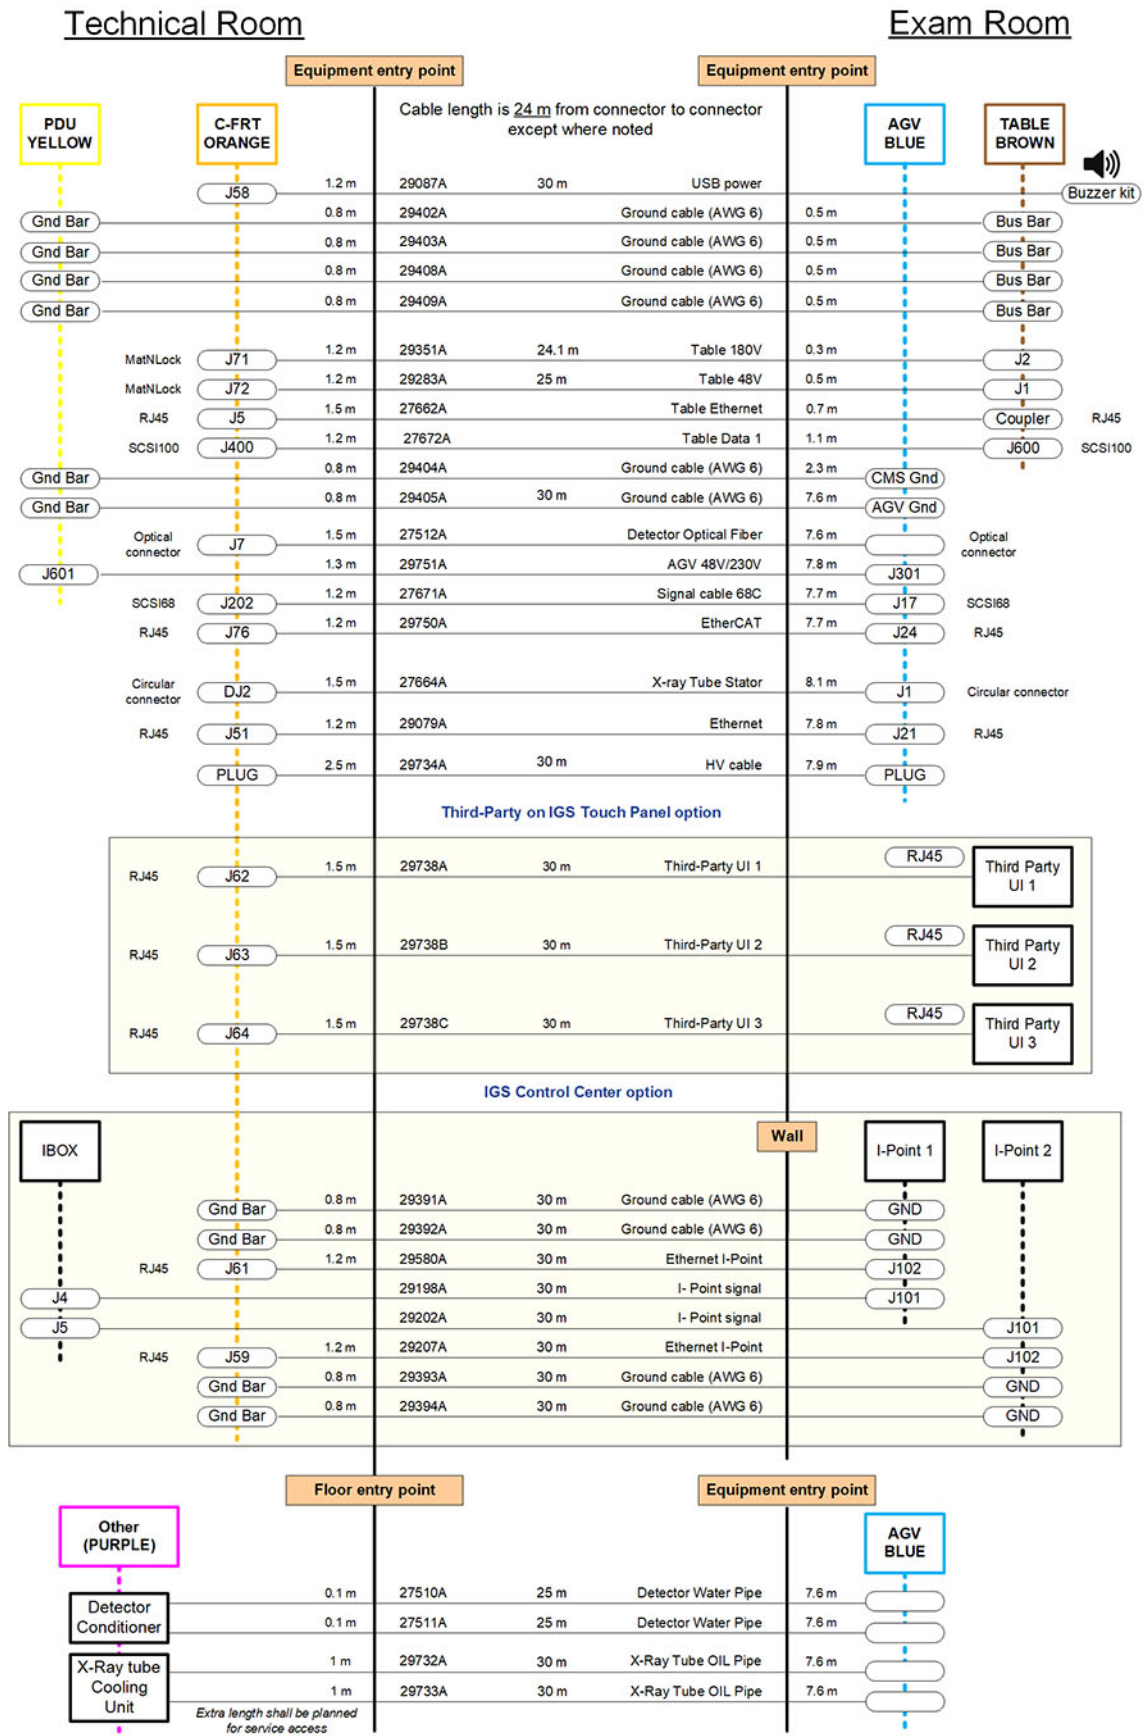 Technical Room
Exam Room
Equipment entry point
Equipment entry point
Cable length is 24 m from connector to connector
except where noted
PDU
YELLOW
C-FRT
ORANGE
AGV
BLUE
TABLE
BROWN
J58 1.2 m 29087A 30 m USB power Buzzer kit
Gnd Bar 0.8 m 29402A Ground cable (AWG 6) 0.5 m Bus Bar
Gnd Bar 0.8 m 29403A Ground cable (AWG 6) 0.5 m Bus Bar
Gnd Bar 0.8 m 29408A Ground cable (AWG 6) 0.5 m Bus Bar
Gnd Bar 0.8 m 29409A Ground cable (AWG 6) 0.5 m Bus Bar
MatNLock J71 1.2 m 29351A 24.1 m Table 180V 0.3 m J2
MatNLock J72 1.2 m 29283A 25 m Table 48V 0.5 m J1
RJ45 J5 1.5 m 27662A Table Ethernet 0.7 m Coupler RJ45
SCSI100 J400 1.2 m 27672A Table Data 1 1.1 m J600 SCSI100
Gnd Bar 0.8 m 29404A Ground cable (AWG 6) 2.3 m CMS Gnd
Gnd Bar 0.8 m 29405A 30 m Ground cable (AWG 6) 7.6 m AGV Gnd
Optical
connector
J7 1.5 m 27512A Detector Optical Fiber 7.6 m
Optical
connector
J601 1.3 m 29751A AGV 48V/230V 7.8 m J301
SCSI68 J202 1.2 m 27671A Signal cable 68C 7.7 m J17 SCSI68
RJ45 J76 1.2 m 29750A EtherCAT 7.7 m J24 RJ45
Circular
connector
DJ2 1.5 m 27664A X-ray Tube Stator 8.1 m J1 Circular connector
RJ45 J51 1.2 m 29079A Ethernet 7.8 m J21 RJ45
PLUG 2.5 m 29734A 30 m HV cable 7.9 m PLUG
Third-Party on IGS Touch Panel option
RJ45 J62 1.5 m 29738A 30 m Third-Party UI 1 RJ45
Third Party
UI 1
RJ45 J63 1.5 m 29738B 30 m Third-Party UI 2 RJ45
Third Party
UI 2
RJ45 J64 1.5 m 29738C 30 m Third-Party UI 3 RJ45
Third Party
UI 3
IGS Control Center option
IBOX
Wall
I-Point 1
I-Point 2
Gnd Bar 0.8 m 29391A 30 m Ground cable (AWG 6) GND
Gnd Bar 0.8 m 29392A 30 m Ground cable (AWG 6) GND
RJ45 J61 1.2 m 29580A 30 m Ethernet I-Point J102
J4 29198A 30 m I- Point signal J101
J5 29202A 30 m I- Point signal J101
RJ45 J59 1.2 m 29207A 30 m Ethernet I-Point J102
Gnd Bar 0.8 m 29393A 30 m Ground cable (AWG 6) GND
Gnd Bar 0.8 m 29394A 30 m Ground cable (AWG 6) GND
Floor entry point
Equipment entry point
Other
(PURPLE)
AGV
BLUE
Detector
Conditioner
0.1 m 27510A 25 m Detector Water Pipe 7.6 m
0.1 m 27511A 25 m Detector Water Pipe 7.6 m
X-Ray tube
Cooling
Unit
1 m 29732A 30 m X-Ray Tube OIL Pipe 7.6 m
1 m 29733A 30 m X-Ray Tube OIL Pipe 7.6 m
Extra length shall be planned
for service access